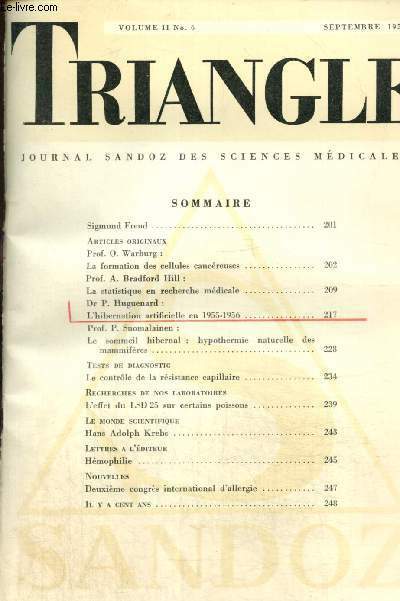 le-livre.com
VOLUME II No. 6 SEPTEMBRE 195
TRIANGLE
JOURNAL SANDOZ DES SCIENCES MÉDICALE
SOMMAIRE
Sigmund Freud 201
ARTICLES ORIGINAUX
Prof. O. Warburg :
La formation des cellules cancéreuses 202
Prof. A. Bradford Hill :
La statistique en recherche médicale 209
Dr P. Huguenard :
L'hibernation artificielle en 1955-1956 217
Prof. P. Suomalainen :
Le sommeil hibernal : hypothermie naturelle des
mammifères 228
TESTS DE DIAGNOSTIC
Le contrôle de la résistance capillaire 234
RECHERCHES DE NOS LABORATOIRES
L'effet du LSD 25 sur certains poissons 239
LE MONDE SCIENTIFIQUE
Hans Adolph Krebs 243
LETTRES A L'ÉDITEUR
Hémophilie 245
NOUVELLES
Deuxième congrès international d'allergie 247
IL Y A CENT ANS 248
SANDOZ